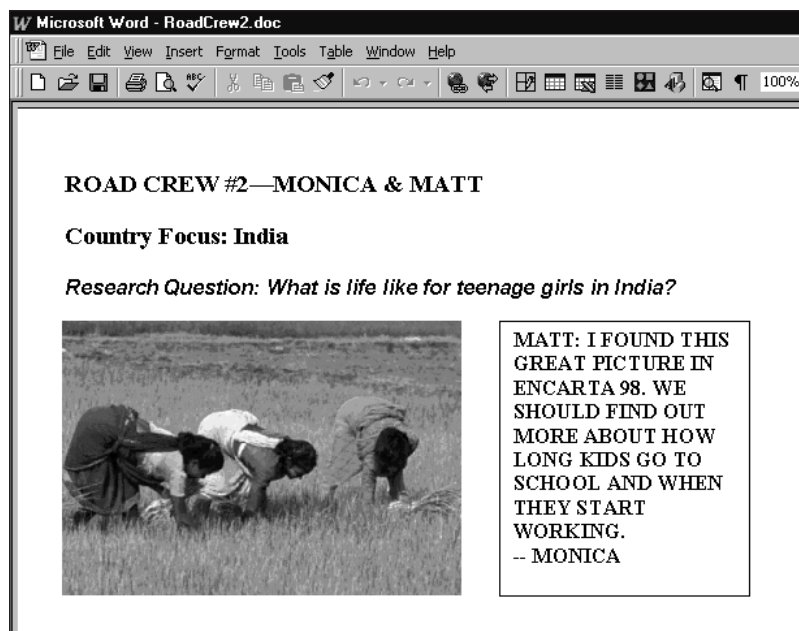 Microsoft Word - RoadCrew2.doc
File Edit View Insert Format Tools Table Window Help
ABC 100%
ROAD CREW #2—MONICA & MATT
Country Focus: India
Research Question: What is life like for teenage girls in India?
MATT: I FOUND THIS
GREAT PICTURE IN
ENCARTA 98. WE
SHOULD FIND OUT
MORE ABOUT HOW
LONG KIDS GO TO
SCHOOL AND WHEN
THEY START
WORKING.
-- MONICA